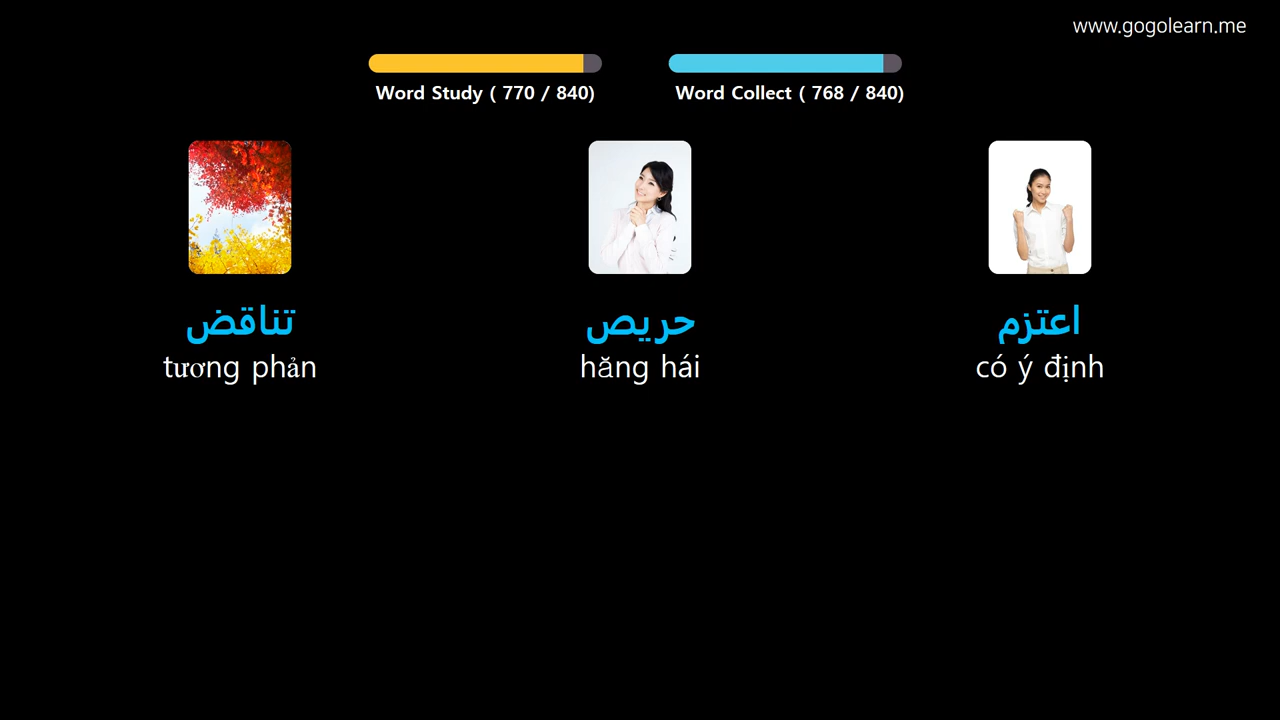 www.gogolearn.me
Word Study ( 770 / 840)
Word Collect ( 768 / 840)
تناقض
tương phản
حريص
hăng hái
اعتزم
có ý định